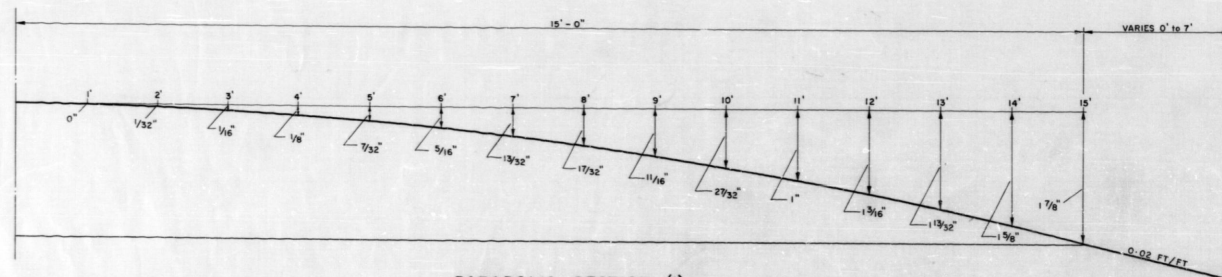 15'-0"
VARIES 0' to 7'
1' 2' 3' 4' 5' 6' 7' 8' 9' 10' 11' 12' 13' 14' 15'
0" 1/32" 1/16" 1/8" 7/32" 5/16" 13/32" 17/32" 11/16" 27/32" 1" 1 3/16" 1 13/32" 1 5/8" 1 7/8"
0.02 FT/FT